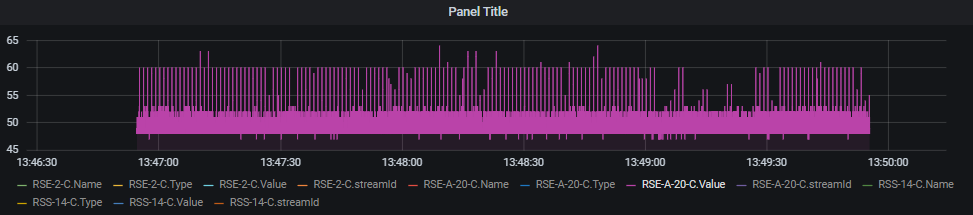 Panel Title
65
60
55
50
45
13:46:30 13:47:00 13:47:30 13:48:00 13:48:30 13:49:00 13:49:30 13:50:00
RSE-2-C.Name RSE-2-C.Type RSE-2-C.Value RSE-2-C.streamId RSE-A-20-C.Name RSE-A-20-C.Type RSE-A-20-C.Value RSE-A-20-C.streamId RSS-14-C.Name
RSS-14-C.Type RSS-14-C.Value RSS-14-C.streamId